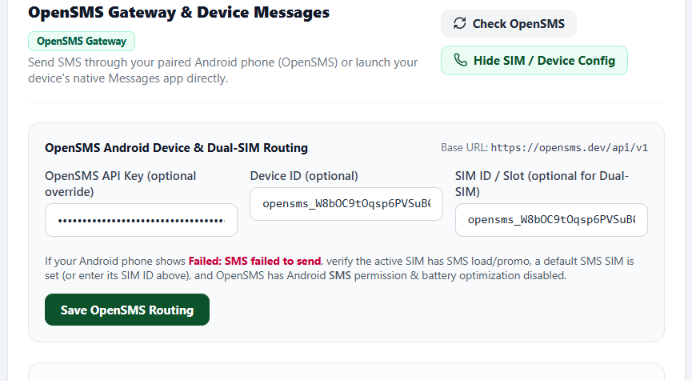 OpenSMS Gateway & Device Messages
OpenSMS Gateway
Send SMS through your paired Android phone (OpenSMS) or launch your
device's native Messages app directly.
Check OpenSMS
Hide SIM / Device Config
OpenSMS Android Device & Dual-SIM Routing
Base URL: https://opensms.dev/api/v1
OpenSMS API Key (optional
override)
••••••••••••••••••••••••••••••••••
Device ID (optional)
opensms_W8bOC9tOqsp6PVSuB
SIM ID / Slot (optional for Dual-
SIM)
opensms_W8bOC9tOqsp6PVSuB
If your Android phone shows Failed: SMS failed to send, verify the active SIM has SMS load/promo, a default SMS SIM is
set (or enter its SIM ID above), and OpenSMS has Android SMS permission & battery optimization disabled.
Save OpenSMS Routing